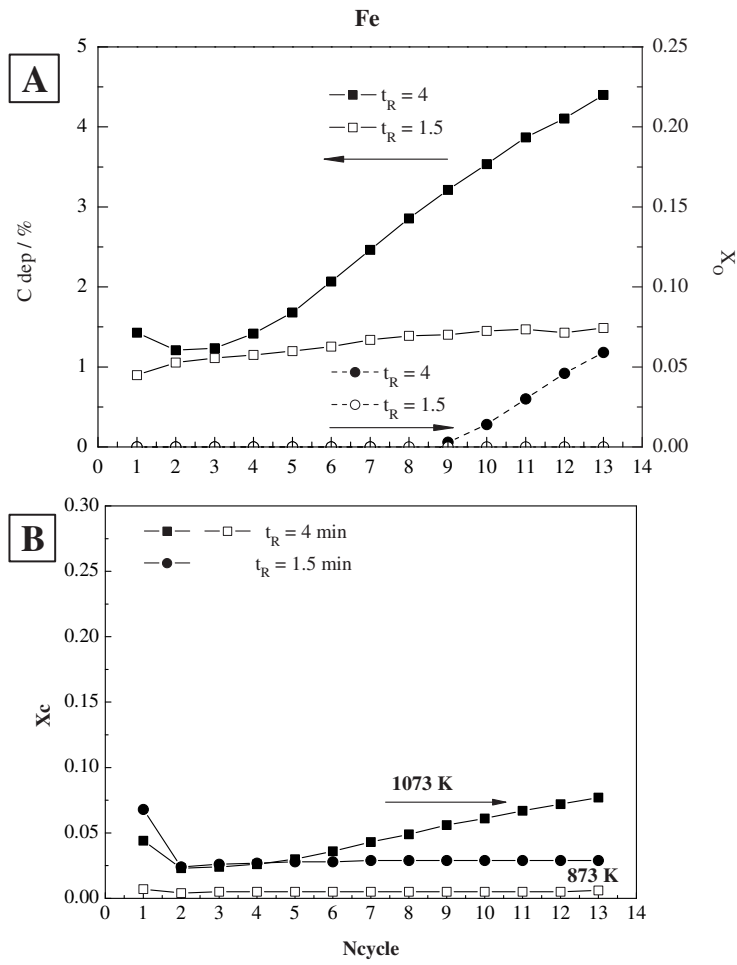 Fe
A
5
4
3
2
1
0
0.25
0.20
0.15
0.10
0.05
0.00
C dep / %
Xo
t_R = 4
t_R = 1.5
t_R = 4
t_R = 1.5
0 1 2 3 4 5 6 7 8 9 10 11 12 13 14
B
0.30
0.25
0.20
0.15
0.10
0.05
0.00
Xc
t_R = 4 min
t_R = 1.5 min
1073 K
873 K
0 1 2 3 4 5 6 7 8 9 10 11 12 13 14
Ncycle